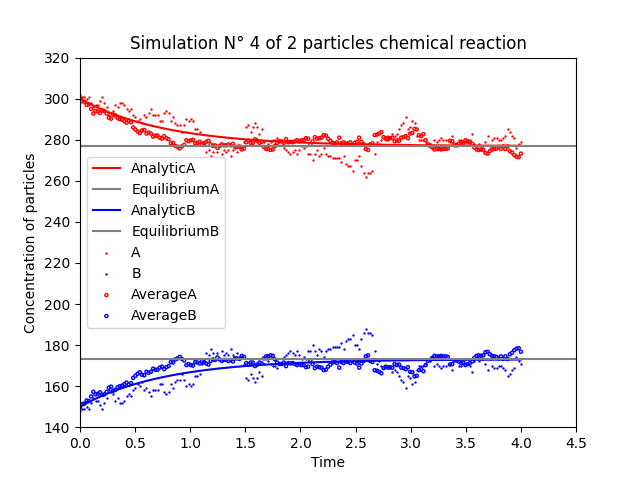 Simulation N° 4 of 2 particles chemical reaction
Concentration of particles
320
300
280
260
240
220
200
180
160
140
AnalyticA
EquilibriumA
AnalyticB
EquilibriumB
A
B
AverageA
AverageB
0.0 0.5 1.0 1.5 2.0 2.5 3.0 3.5 4.0 4.5
Time